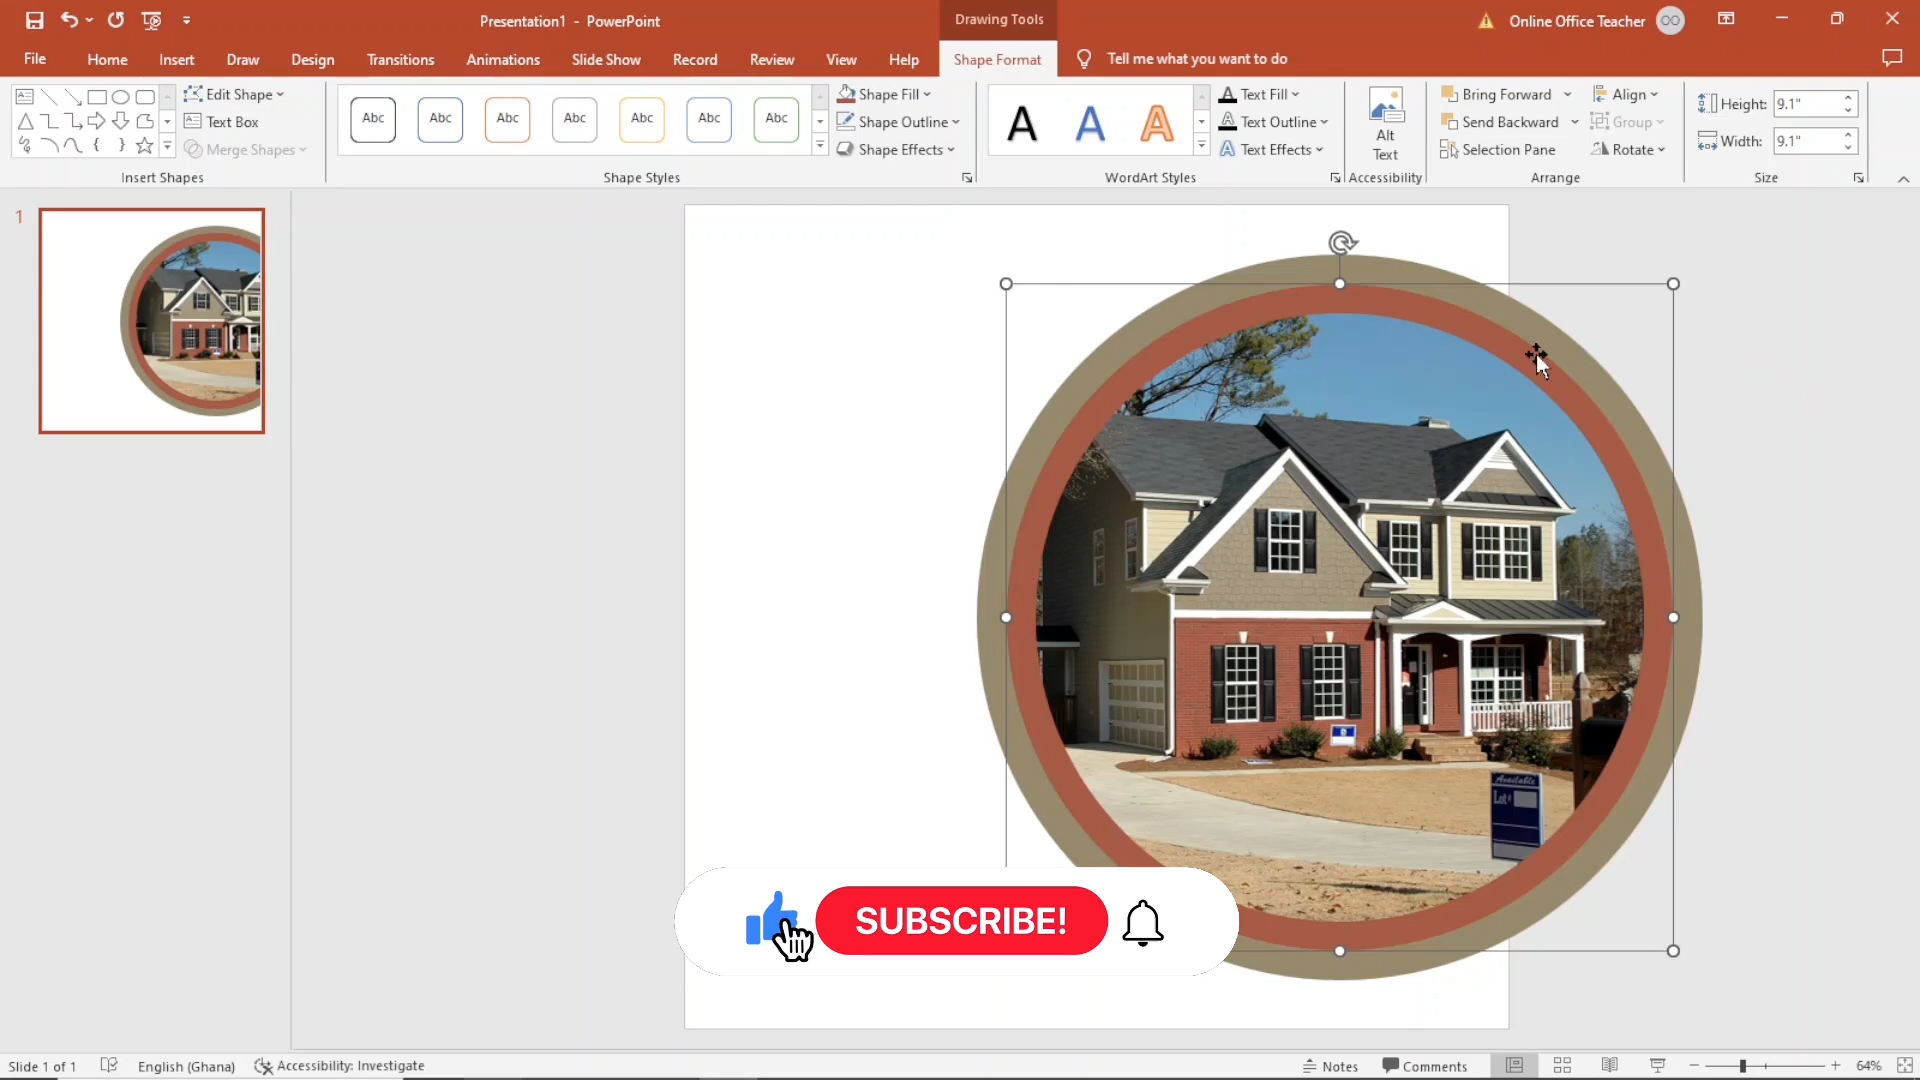 Presentation1 - PowerPoint
Drawing Tools
Online Office Teacher
OO
File
Home
Insert
Draw
Design
Transitions
Animations
Slide Show
Record
Review
View
Help
Shape Format
Tell me what you want to do
Edit Shape
Text Box
Merge Shapes
Insert Shapes
Abc
Abc
Abc
Abc
Abc
Abc
Abc
Shape Fill
Shape Outline
Shape Effects
Shape Styles
A
A
A
Text Fill
Text Outline
Text Effects
WordArt Styles
Alt
Text
Accessibility
Bring Forward
Send Backward
Selection Pane
Align
Group
Rotate
Arrange
Height: 9.1"
Width: 9.1"
Size
1
Available
Lot#
SUBSCRIBE!
Slide 1 of 1
English (Ghana)
Accessibility: Investigate
Notes
Comments
64%